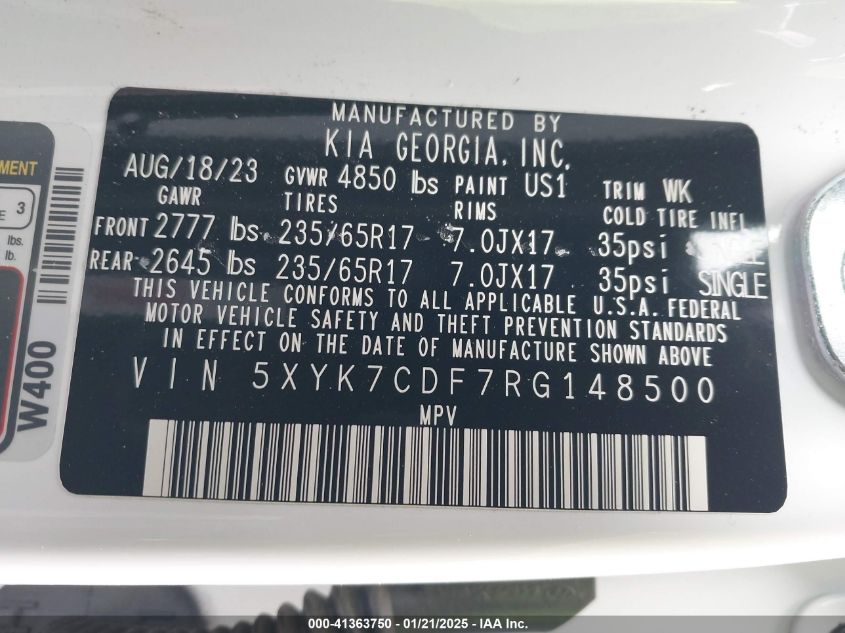 MANUFACTURED BY
KIA GEORGIA, INC.
AUG/18/23 GVWR 4850 lbs PAINT US1 TRIM WK
GAWR TIRES RIMS COLD TIRE INFL
FRONT 2777 lbs 235/65R17 7.0JX17 35psi
REAR 2645 lbs 235/65R17 7.0JX17 35psi SINGLE
THIS VEHICLE CONFORMS TO ALL APPLICABLE U.S.A. FEDERAL
MOTOR VEHICLE SAFETY AND THEFT PREVENTION STANDARDS
IN EFFECT ON THE DATE OF MANUFACTURE SHOWN ABOVE
VIN 5XYK7CDF7RG148500
MPV
3
lbs.
lb.
W400
000-41363750 — 01/21/2025 — IAA Inc.